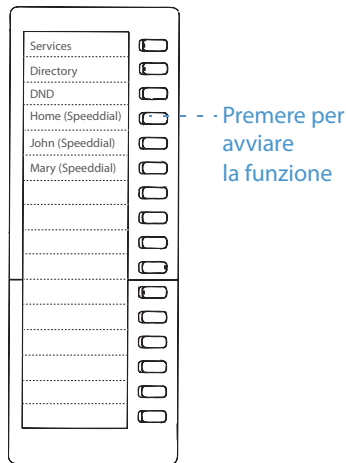 Services
Directory
DND
Home (Speeddial)
John (Speeddial)
Mary (Speeddial)
Premere per
avviare
la funzione